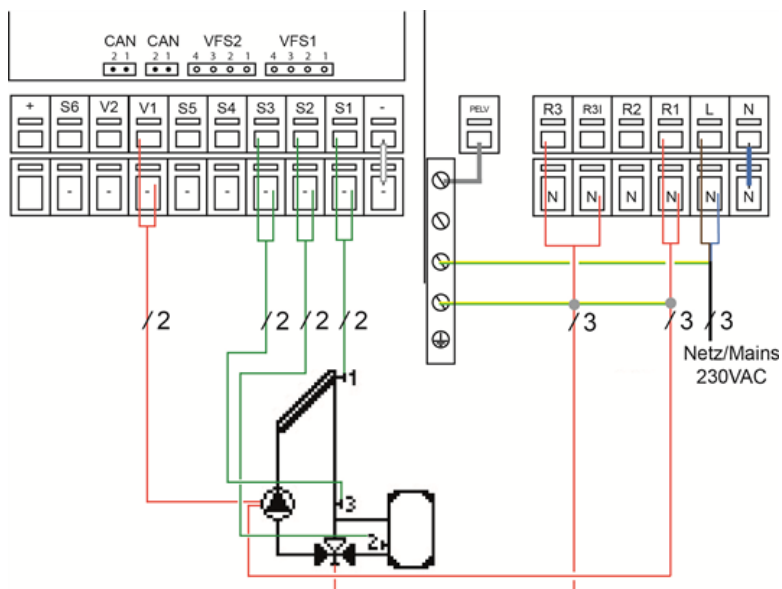 CAN CAN VFS2 VFS1
2 1 2 1 4 3 2 1 4 3 2 1
+ S6 V2 V1 S5 S4 S3 S2 S1 -
PELV
R3 R3I R2 R1 L N
- - - - - - - - -
N N N N N N
/2 /2 /2 /2
/3 /3 /3
Netz/Mains
230VAC
1
3
2